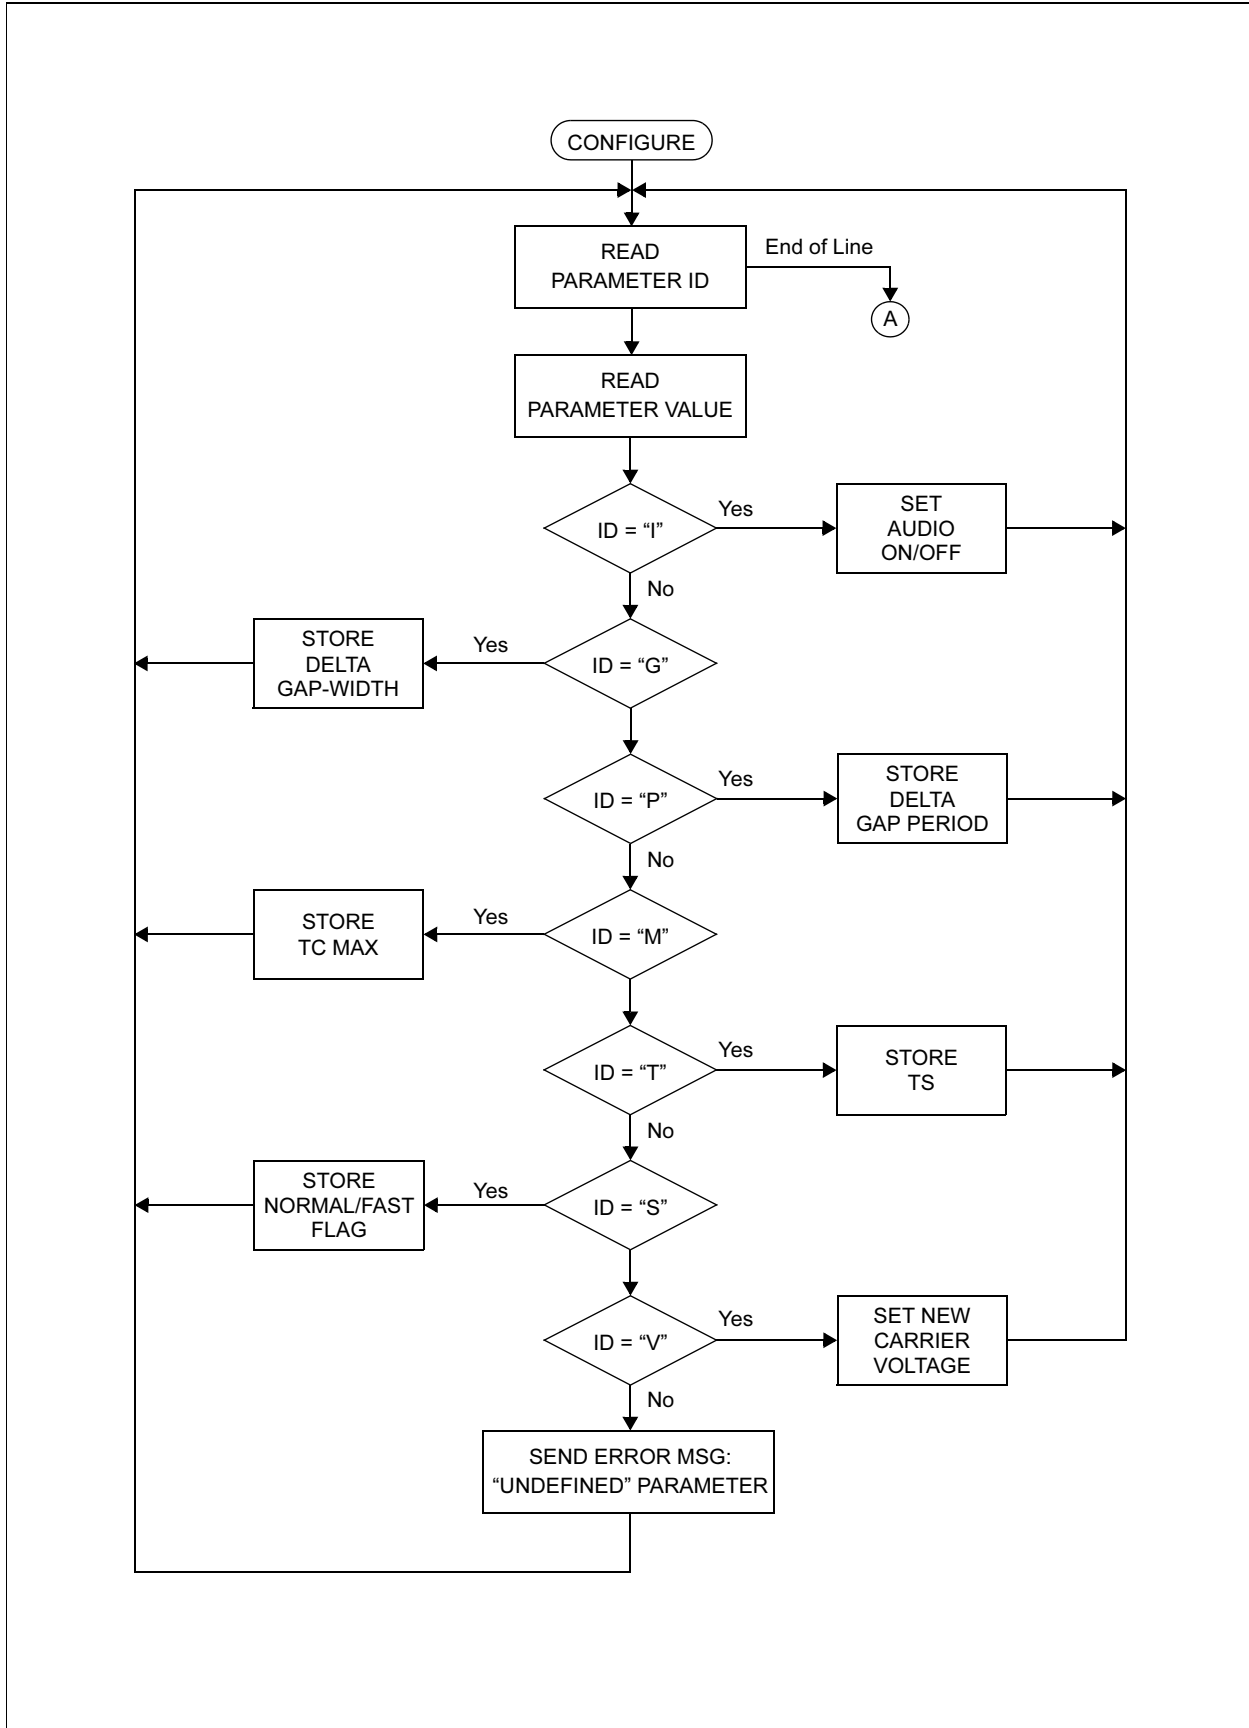 CONFIGURE
READ
PARAMETER ID
End of Line
A
READ
PARAMETER VALUE
ID = “I”
Yes
SET
AUDIO
ON/OFF
No
STORE
DELTA
GAP-WIDTH
Yes
ID = “G”
ID = “P”
Yes
STORE
DELTA
GAP PERIOD
No
STORE
TC MAX
Yes
ID = “M”
ID = “T”
Yes
STORE
TS
No
STORE
NORMAL/FAST
FLAG
Yes
ID = “S”
ID = “V”
Yes
SET NEW
CARRIER
VOLTAGE
No
SEND ERROR MSG:
“UNDEFINED” PARAMETER